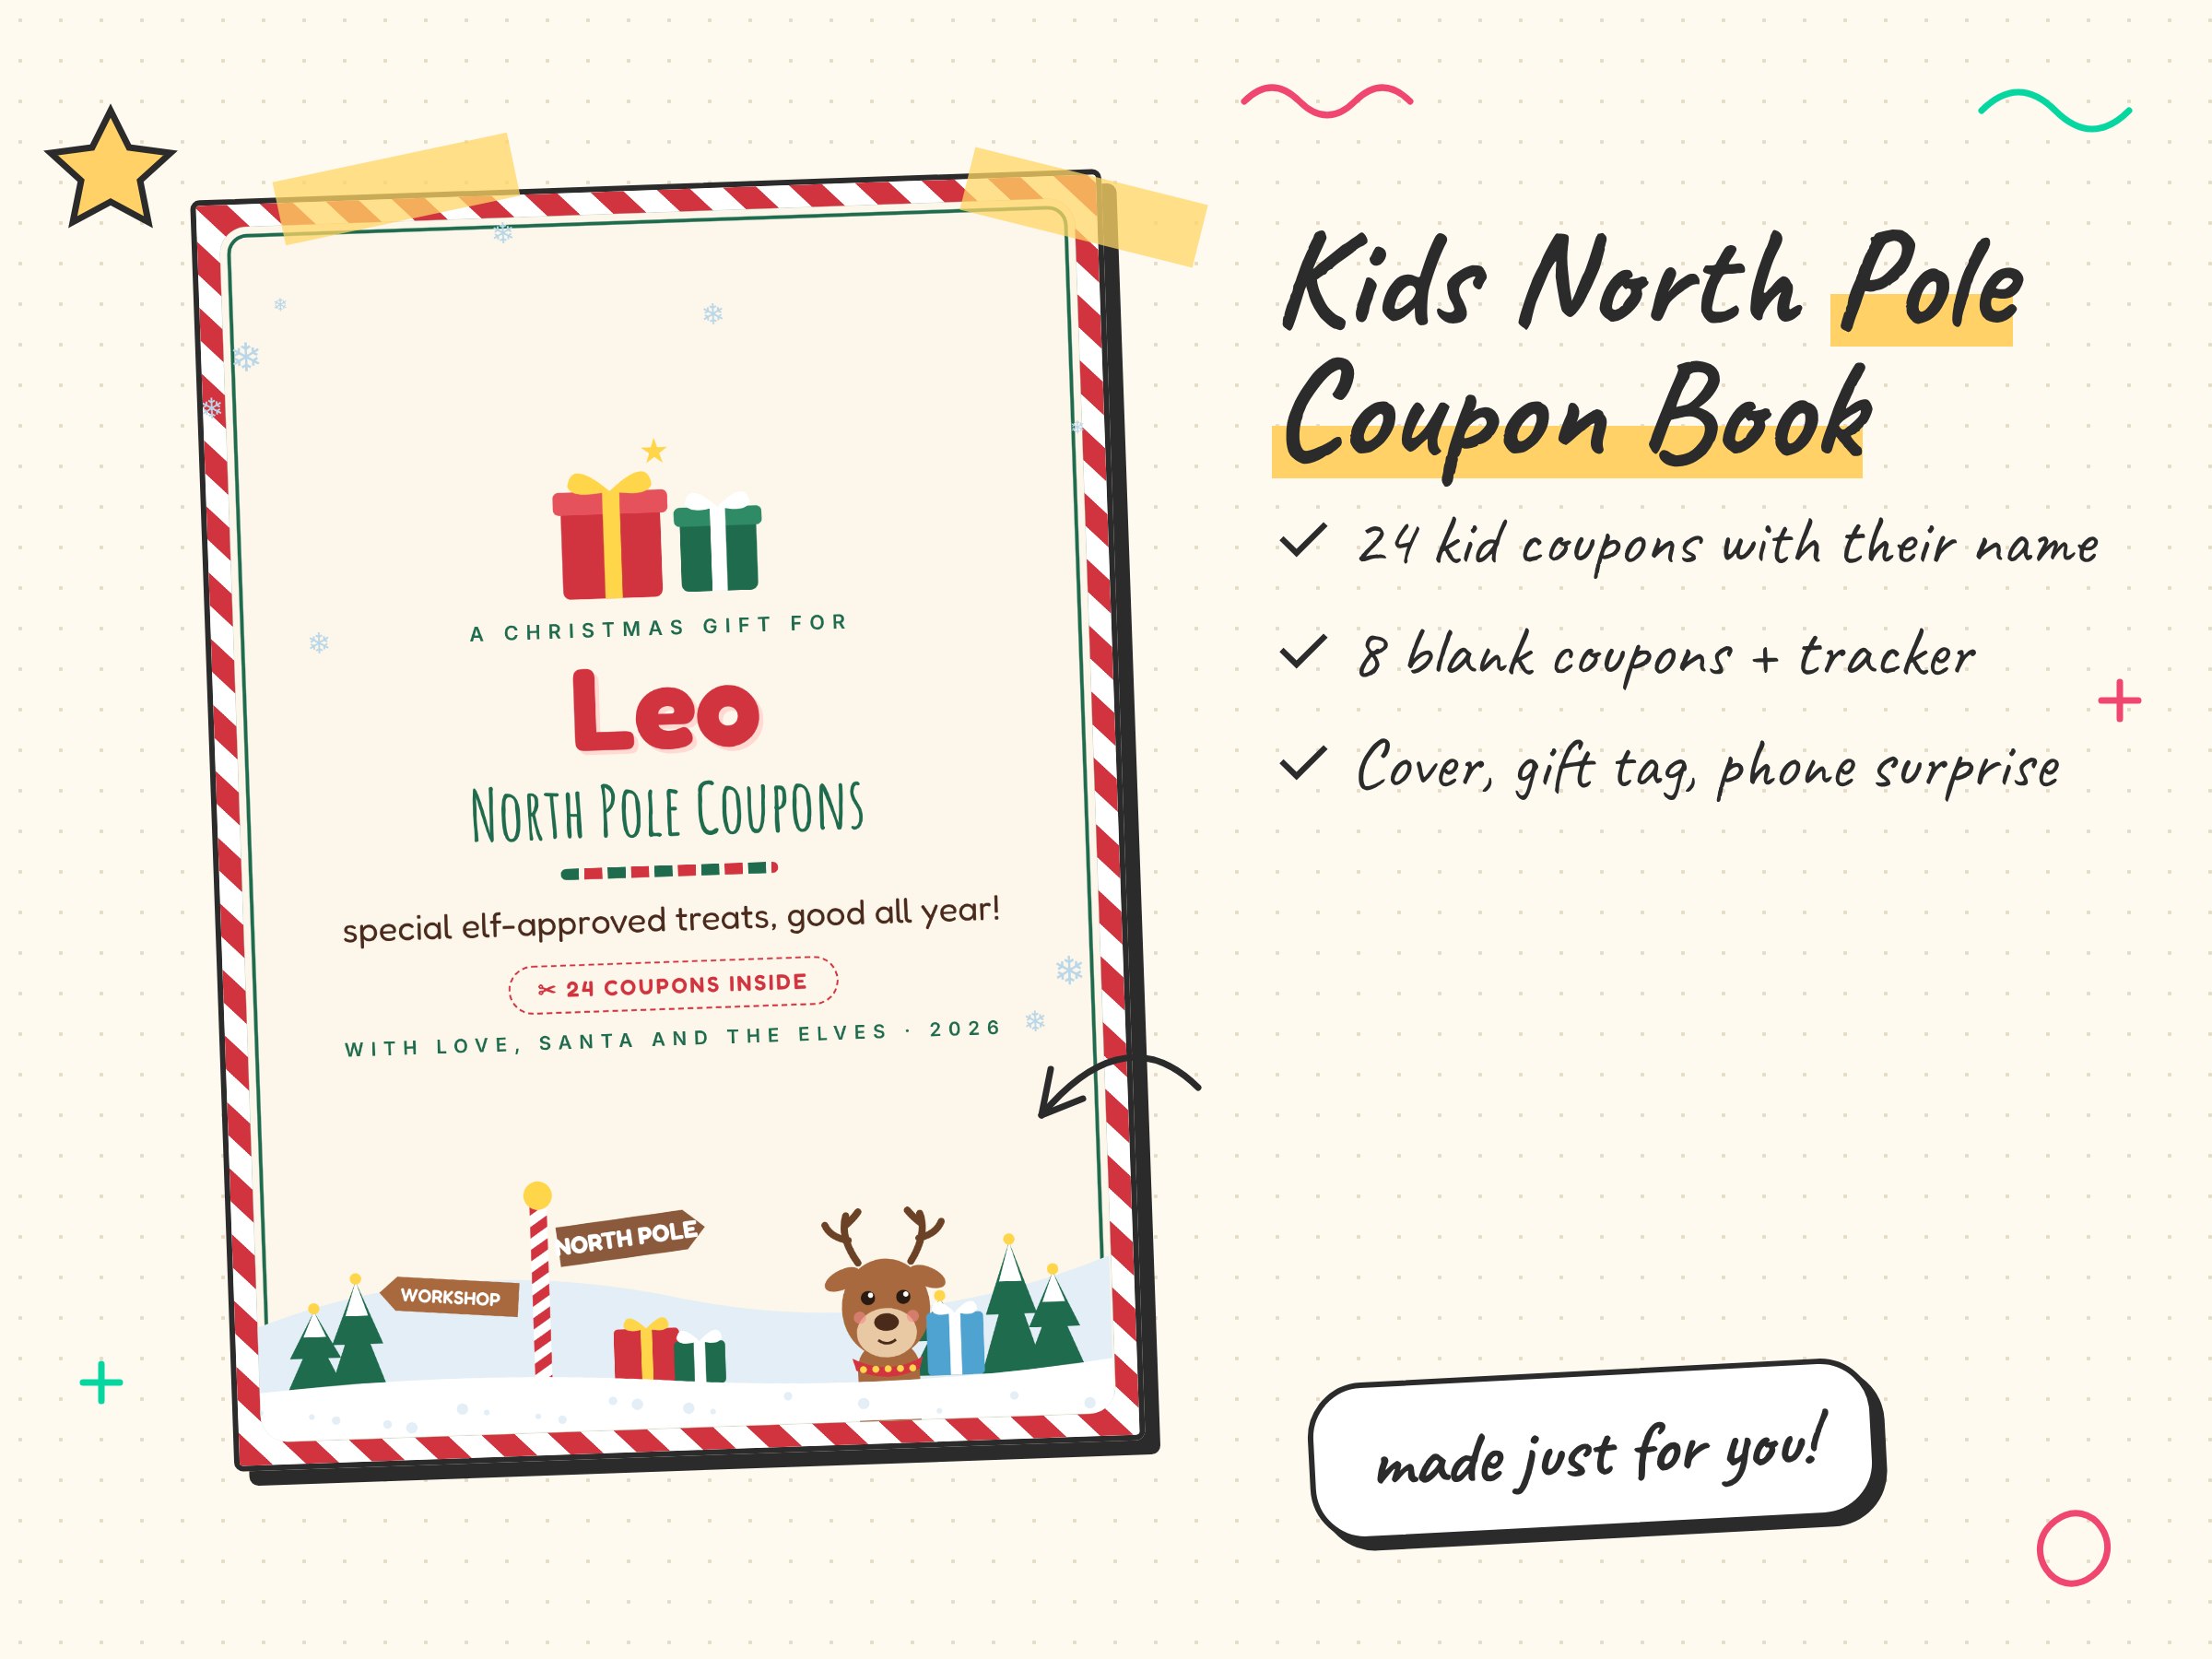 A CHRISTMAS GIFT FOR
Leo
NORTH POLE COUPONS
special elf-approved treats, good all year!
✂ 24 COUPONS INSIDE
WITH LOVE, SANTA AND THE ELVES · 2026
NORTH POLE
WORKSHOP
Kids North Pole
Coupon Book
✓ 24 kid coupons with their name
✓ 8 blank coupons + tracker
✓ Cover, gift tag, phone surprise
made just for you!